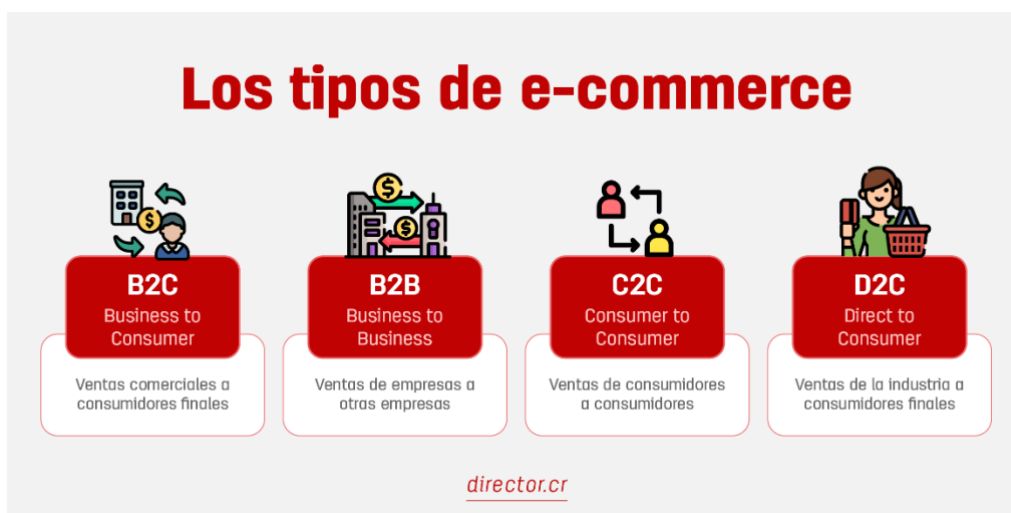 Los tipos de e-commerce
B2C
Business to
Consumer
Ventas comerciales a
consumidores finales
B2B
Business to
Business
Ventas de empresas a
otras empresas
C2C
Consumer to
Consumer
Ventas de consumidores
a consumidores
D2C
Direct to
Consumer
Ventas de la industria a
consumidores finales
director.cr